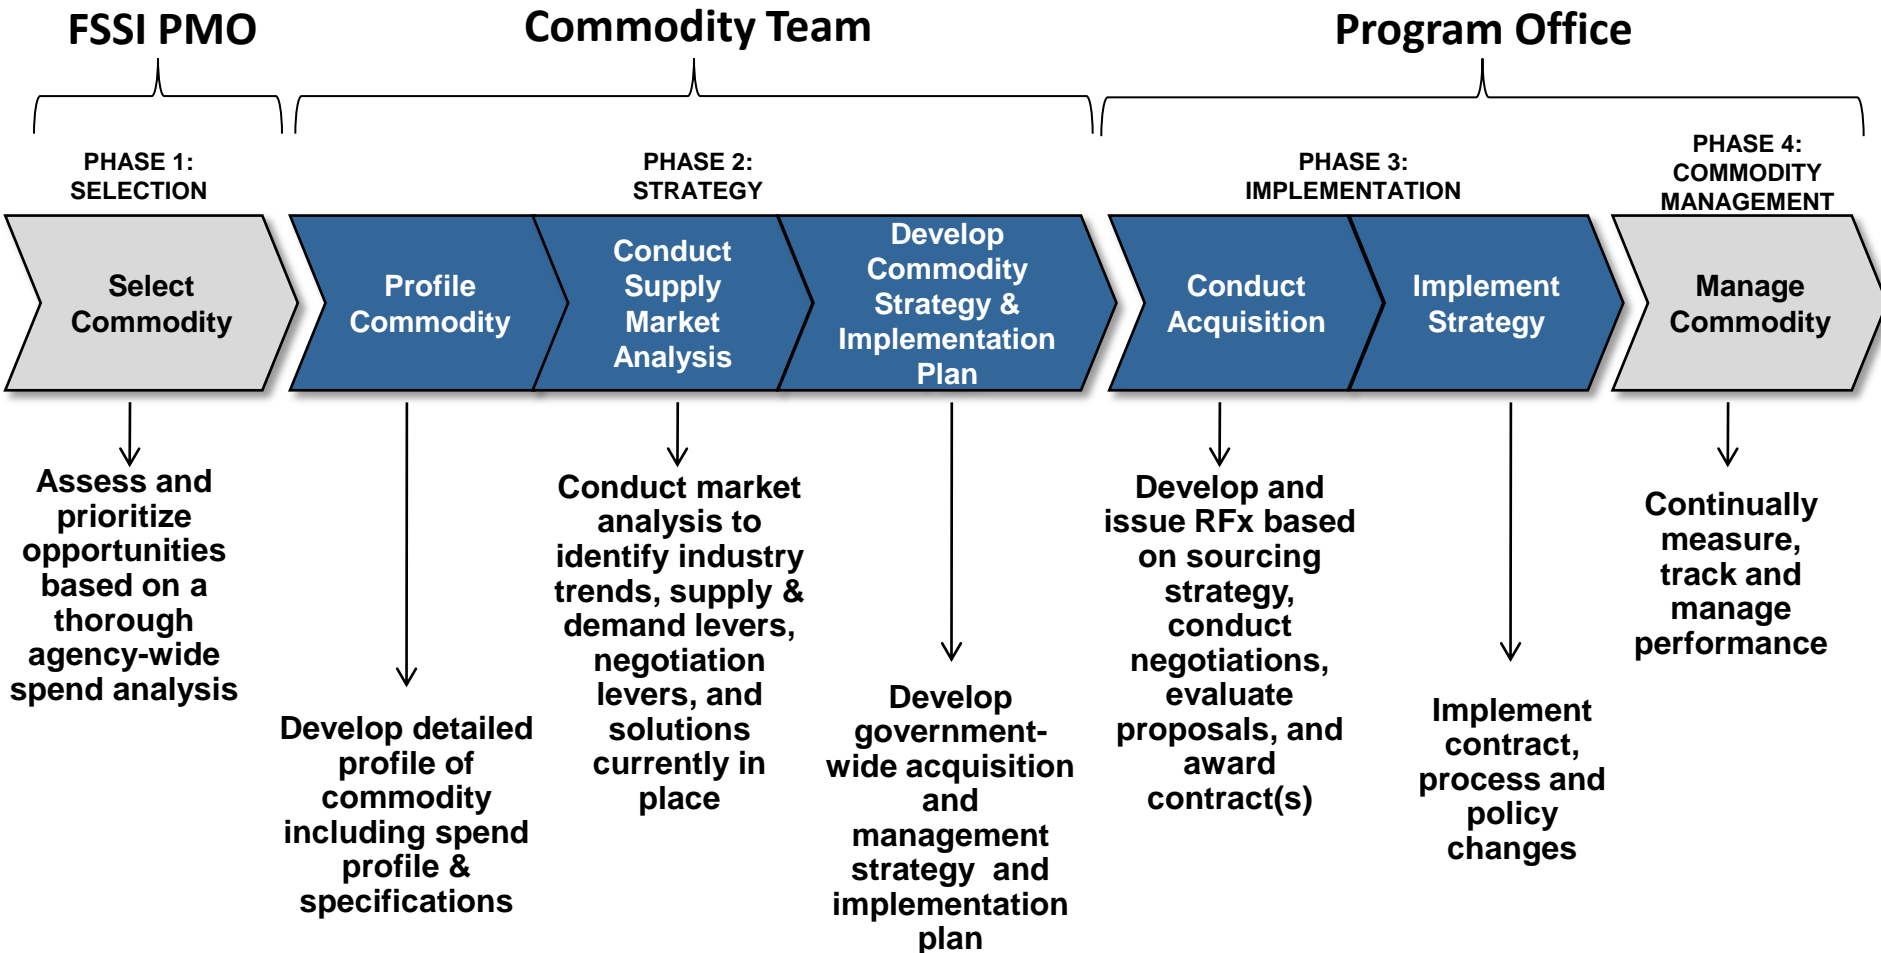 FSSI PMO
Commodity Team
Program Office
PHASE 1:
SELECTION
PHASE 2:
STRATEGY
PHASE 3:
IMPLEMENTATION
PHASE 4:
COMMODITY
MANAGEMENT
Select
Commodity
Profile
Commodity
Conduct
Supply
Market
Analysis
Develop
Commodity
Strategy &
Implementation
Plan
Conduct
Acquisition
Implement
Strategy
Manage
Commodity
Assess and
prioritize
opportunities
based on a
thorough
agency-wide
spend analysis
Develop detailed
profile of
commodity
including spend
profile &
specifications
Conduct market
analysis to
identify industry
trends, supply &
demand levers,
negotiation
levers, and
solutions
currently in
place
Develop
government-
wide acquisition
and
management
strategy and
implementation
plan
Develop and
issue RFx based
on sourcing
strategy,
conduct
negotiations,
evaluate
proposals, and
award
contract(s)
Implement
contract,
process and
policy
changes
Continually
measure,
track and
manage
performance